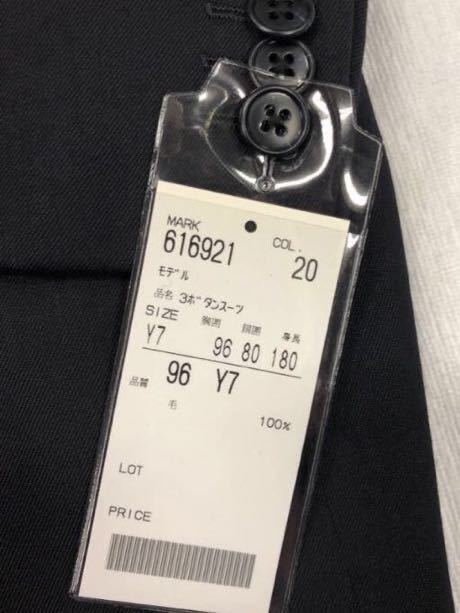 MARK COL.
616921 20
モデル
品名 3ボタンスーツ
SIZE 胸囲 胴囲 身長
Y7 96 80 180
品質 96 Y7
毛 100%
LOT
PRICE